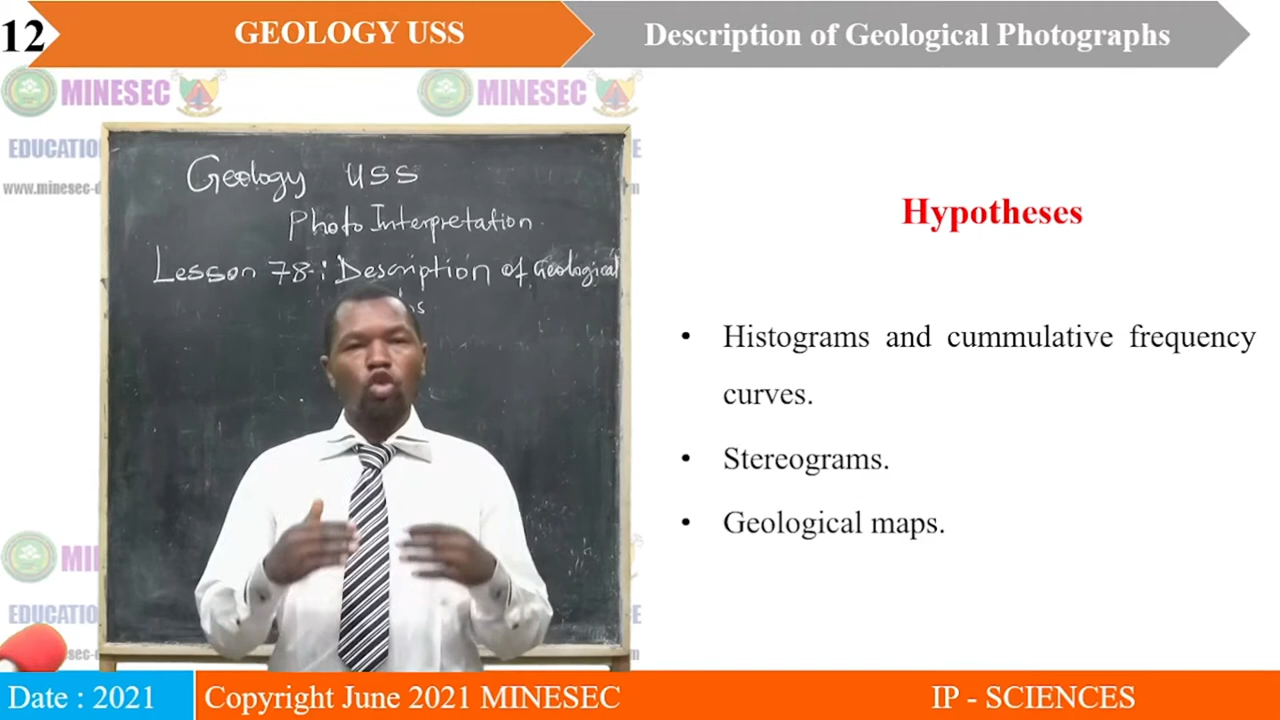 12
GEOLOGY USS
Description of Geological Photographs
MINESEC
MINESEC
EDUCATIO
E
www.minesec-d
m
Geology USS
Photo Interpretation
Lesson 78: Description of Geological
Hypotheses
• Histograms and cummulative frequency
curves.
• Stereograms.
• Geological maps.
MIN
EDUCATIO
E
sec-
m
Date : 2021
Copyright June 2021 MINESEC
IP - SCIENCES